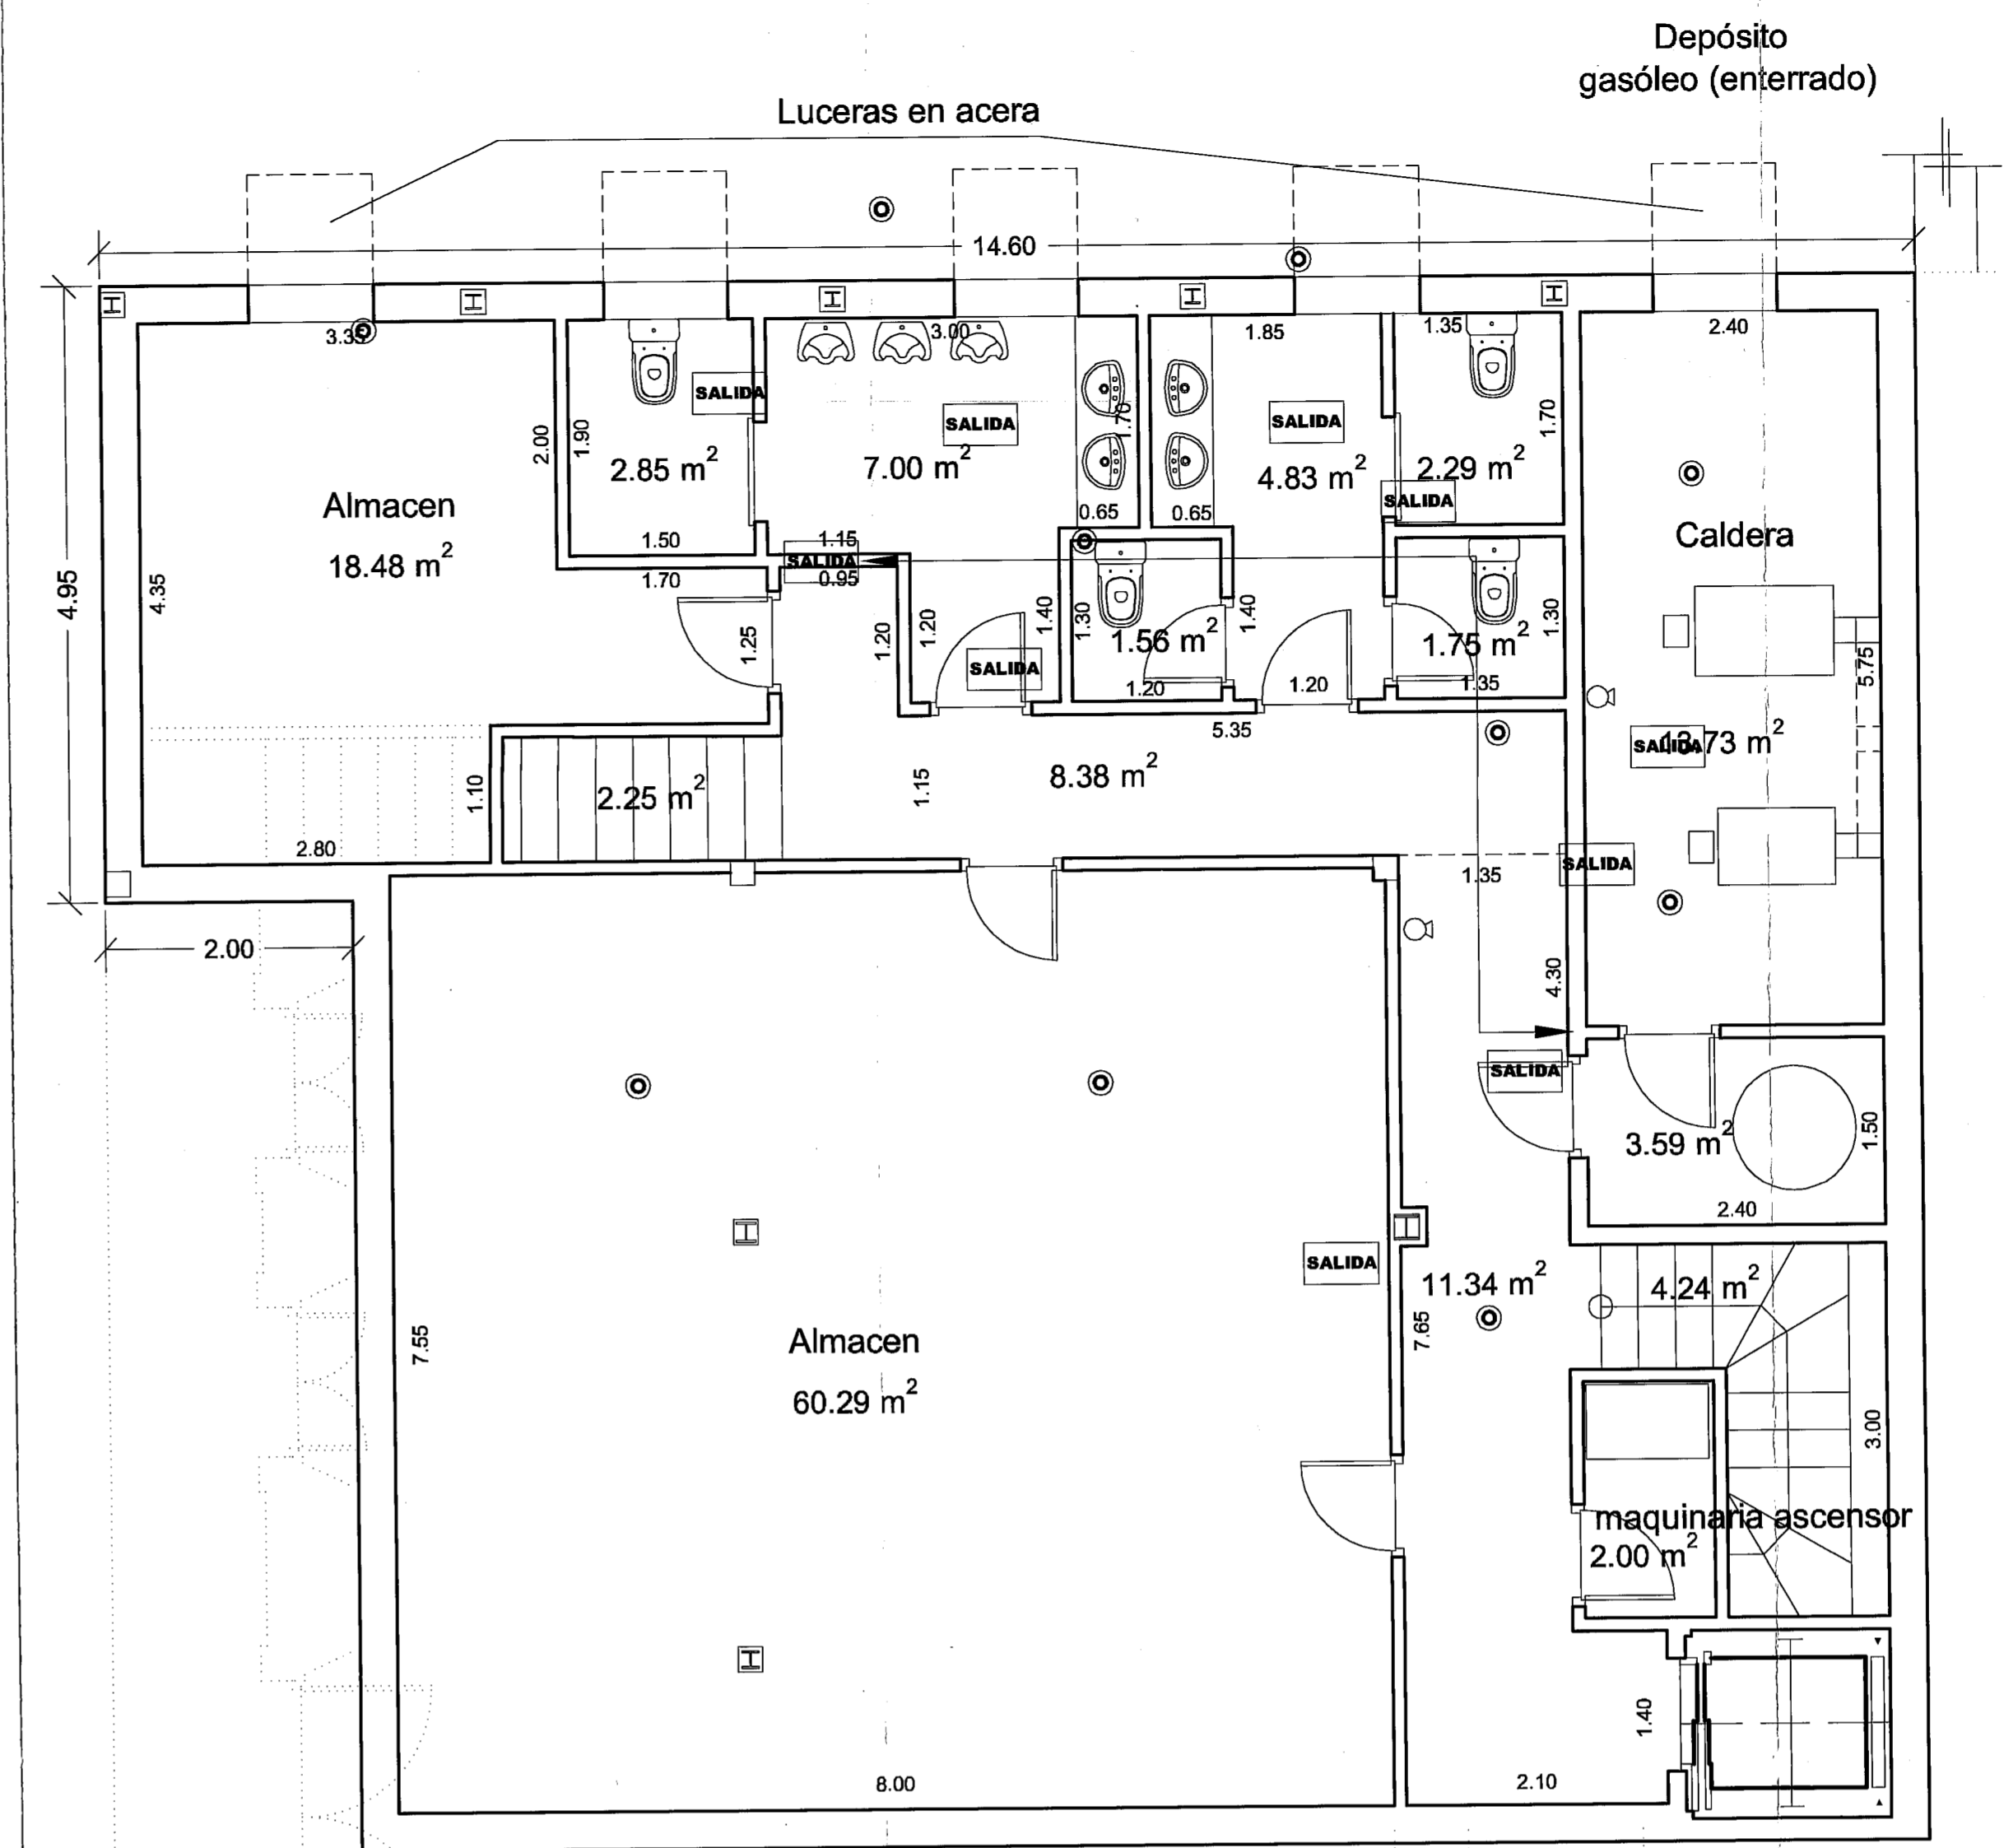 Depósito
gasóleo (enterrado)
Luceras en acera
14.60
3.35
3.00
1.85
1.35
2.40
SALIDA
SALIDA
SALIDA
1.70
1.70
2.00
1.90
2.85 m²
7.00 m²
4.83 m²
2.29 m²
SALIDA
Almacen
18.48 m²
0.65
0.65
Caldera
4.95
4.35
1.50
1.15
SALIDA
1.70
0.95
1.25
1.20
1.20
1.40
1.30
1.40
1.30
1.56 m²
1.75 m²
SALIDA
1.20
1.20
1.35
5.75
5.35
SALIDA
13.73 m²
1.10
2.25 m²
1.15
8.38 m²
2.80
1.35
SALIDA
2.00
4.30
SALIDA
3.59 m²
1.50
2.40
SALIDA
11.34 m²
4.24 m²
7.55
Almacen
60.29 m²
7.65
3.00
maquinaria ascensor
2.00 m²
1.40
8.00
2.10